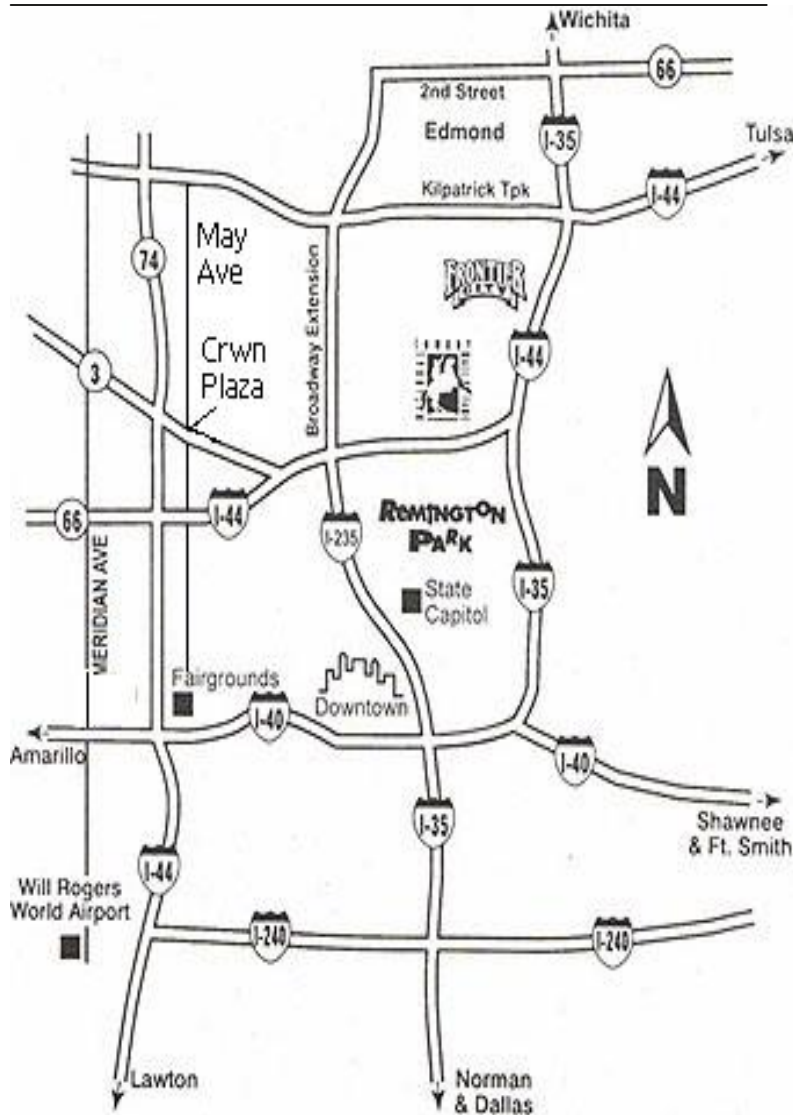 Wichita
66
2nd Street
Edmond
I-35
Tulsa
Kilpatrick Tpk
I-44
May
Ave
74
FRONTIER
CITY
Broadway Extension
Crwn
Plaza
3
I-44
N
66
I-44
REMINGTON
PARK
I-235
MERIDIAN AVE
State
Capitol
I-35
Fairgrounds
Downtown
I-40
Amarillo
I-40
I-35
Shawnee
& Ft. Smith
I-44
Will Rogers
World Airport
I-240
I-240
Lawton
Norman
& Dallas